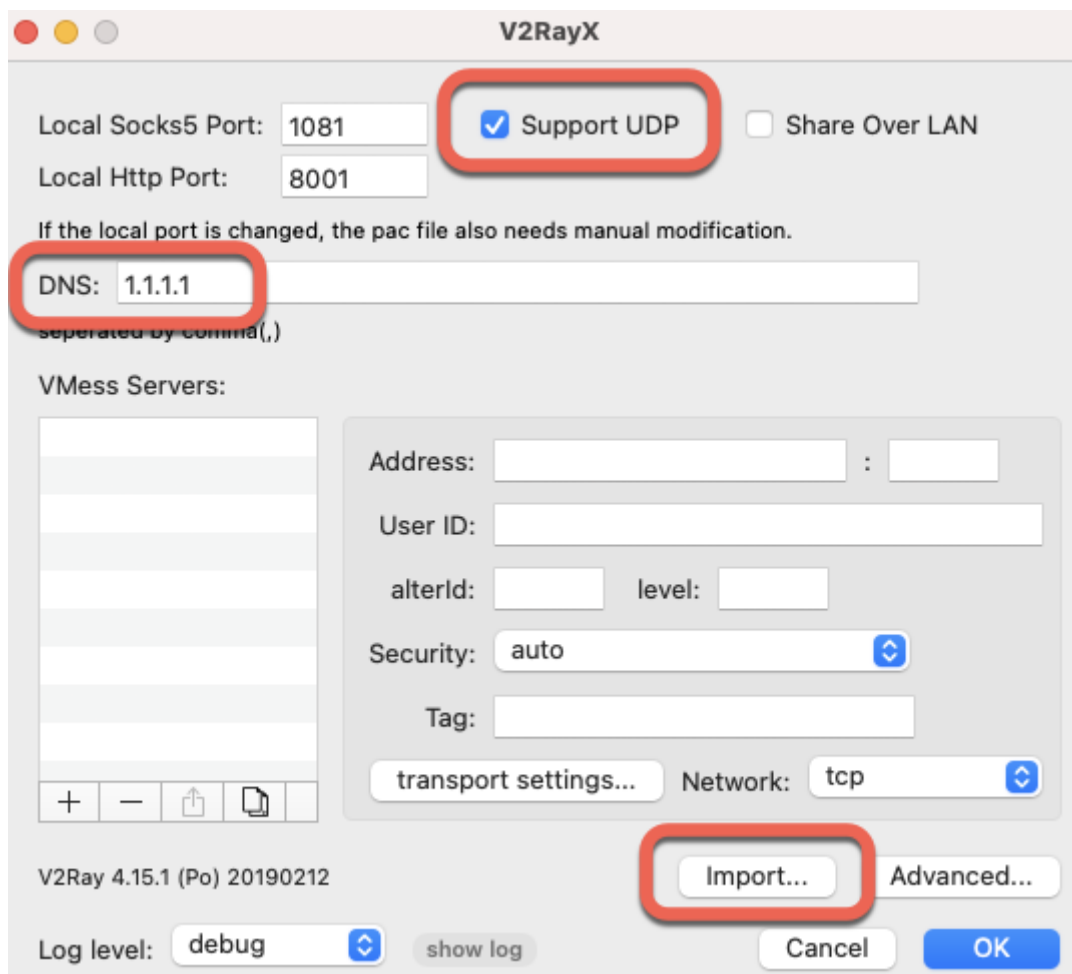 V2RayX
Local Socks5 Port: 1081 Support UDP Share Over LAN
Local Http Port: 8001
If the local port is changed, the pac file also needs manual modification.
DNS: 1.1.1.1
seperated by comma(,)
VMess Servers:
Address: :
User ID:
alterId: level:
Security: auto
Tag:
transport settings... Network: tcp
V2Ray 4.15.1 (Po) 20190212 Import... Advanced...
Log level: debug show log Cancel OK